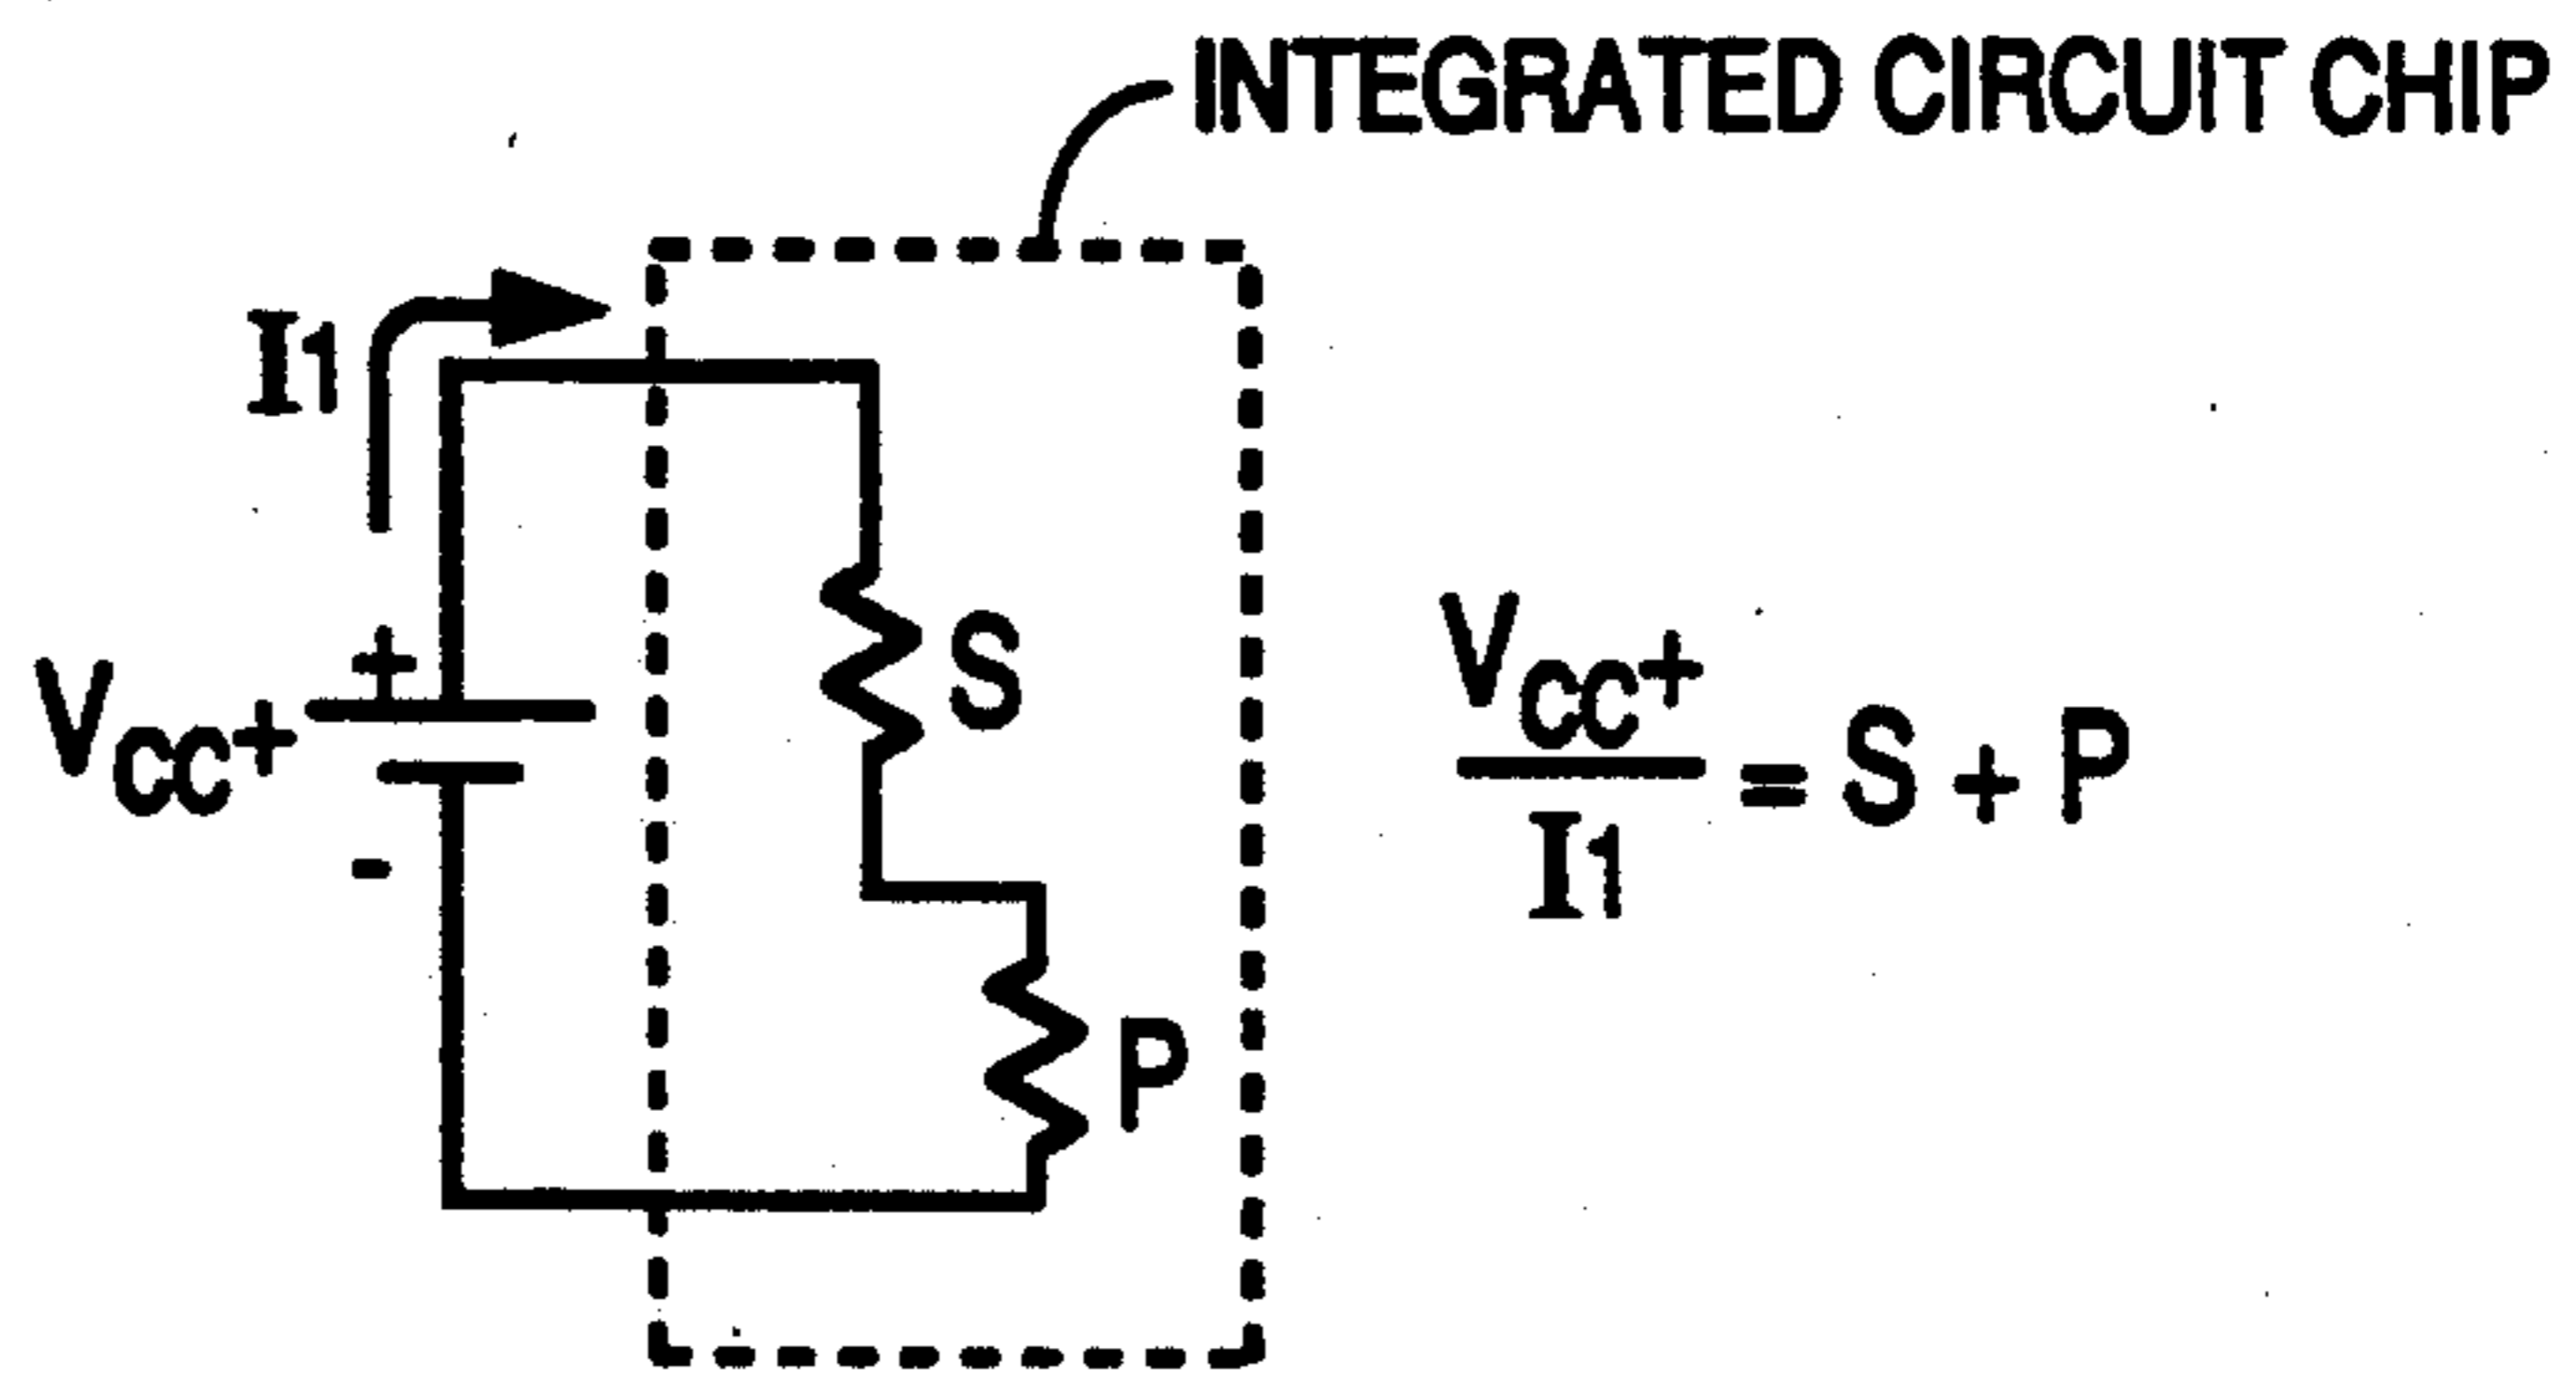 INTEGRATED CIRCUIT CHIP
I1
+
VCC+
-
S
P
VCC+
I1
= S + P